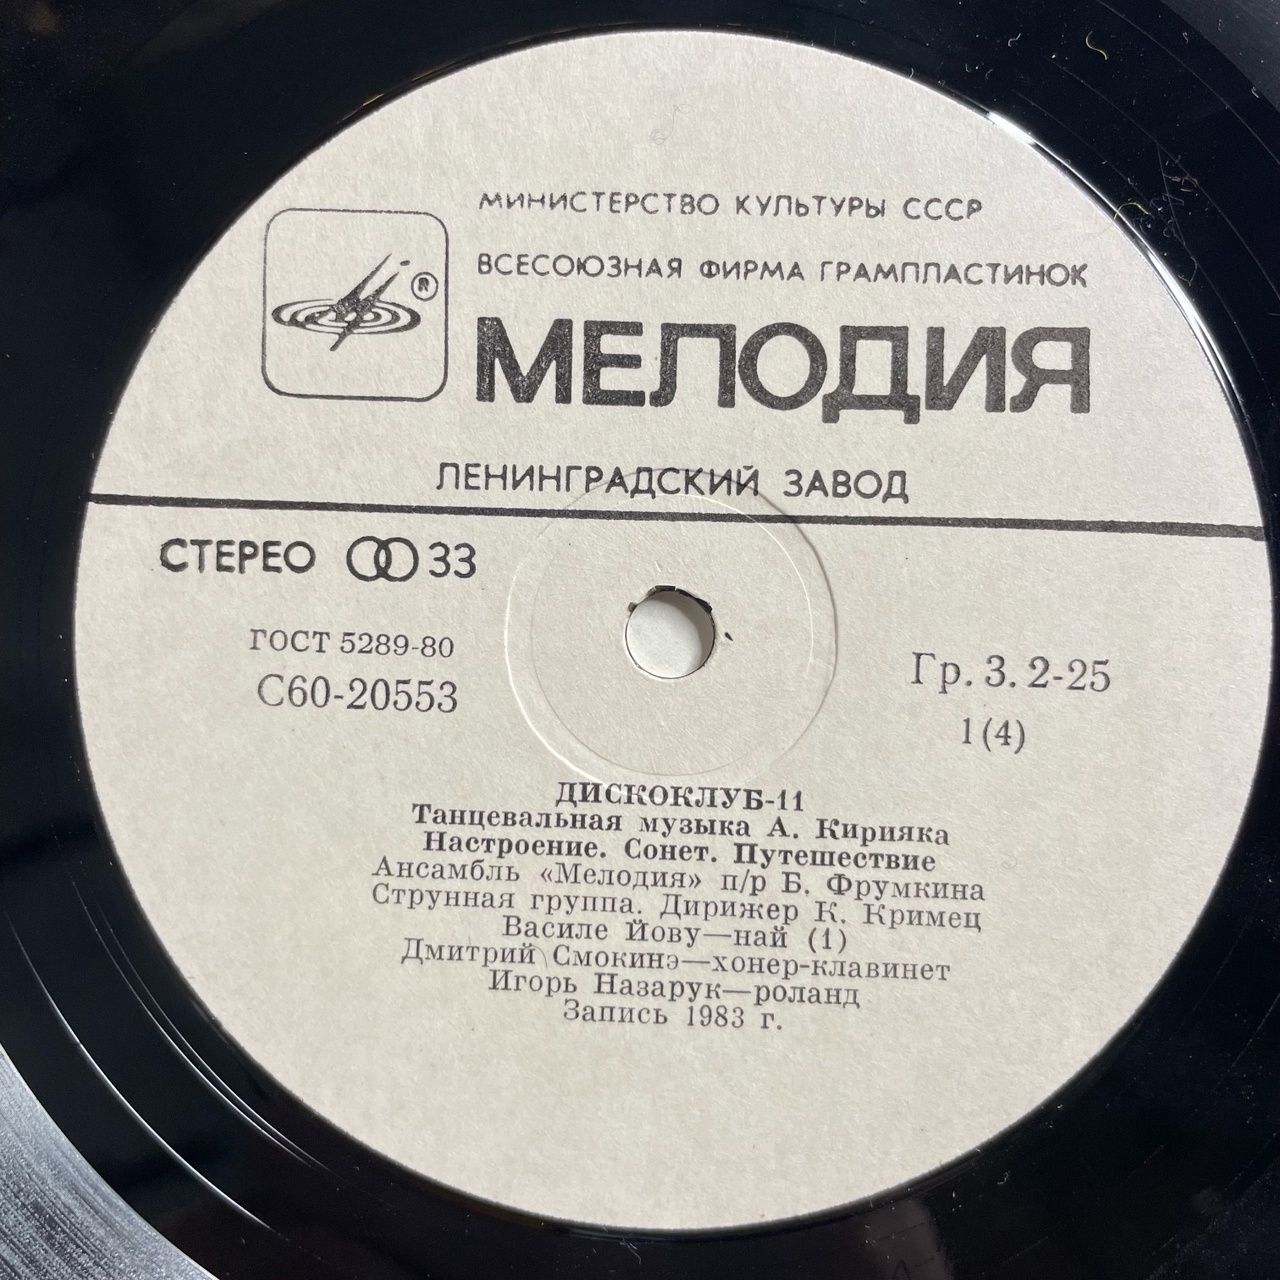 МИНИСТЕРСТВО КУЛЬТУРЫ СССР
ВСЕСОЮЗНАЯ ФИРМА ГРАМПЛАСТИНОК
®
МЕЛОДИЯ
ЛЕНИНГРАДСКИЙ ЗАВОД
СТЕРЕО 33
ГОСТ 5289-80
С60-20553
Гр. 3. 2-25
1(4)
ДИСКОКЛУБ-11
Танцевальная музыка А. Кирияка
Настроение. Сонет. Путешествие
Ансамбль «Мелодия» п/р Б. Фрумкина
Струнная группа. Дирижер К. Кримец
Василе Йову—най (1)
Дмитрий Смокинэ—хонер-клавинет
Игорь Назарук—роланд
Запись 1983 г.